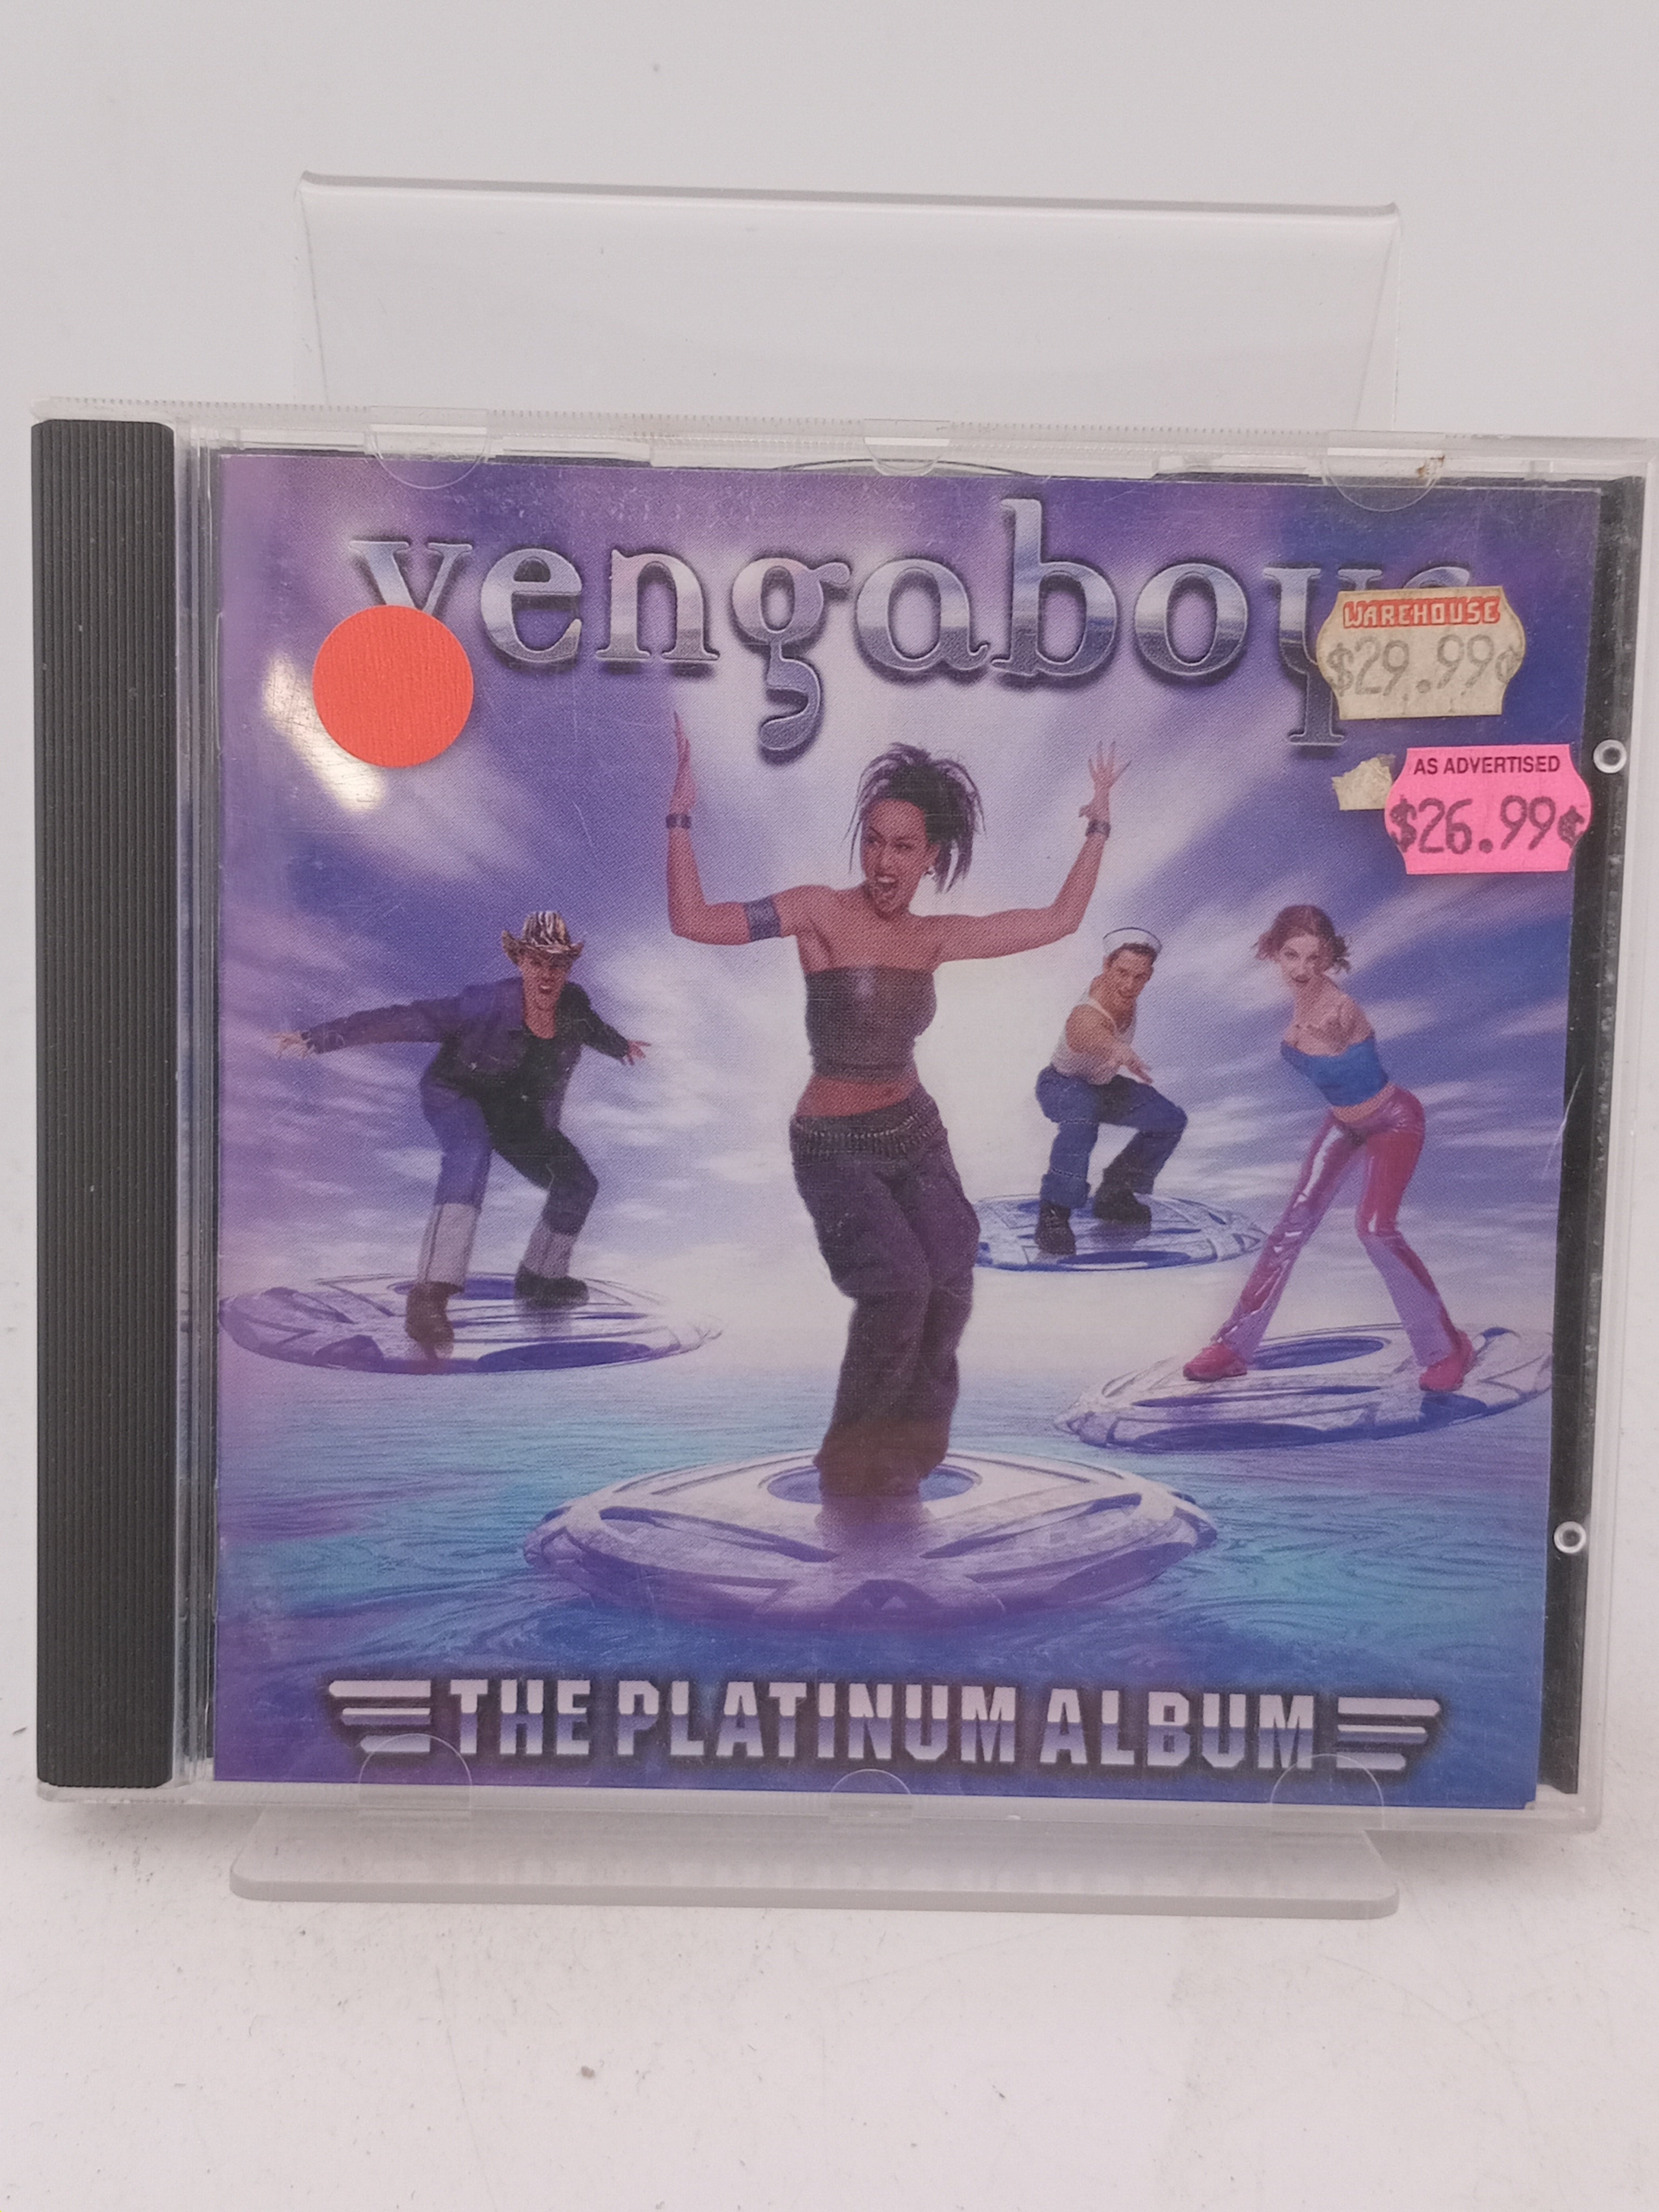 vengaboys
WAREHOUSE
$29.99¢
AS ADVERTISED
$26.99¢
THE PLATINUM ALBUM